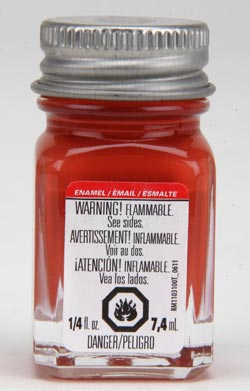 ENAMEL / ÉMAIL / ESMALTE
WARNING! FLAMMABLE.
See sides.
AVERTISSEMENT! INFLAMMABLE.
Voir au dos.
¡ATENCIÓN! INFLAMABLE.
Vea los lados.
1/4 fl. oz. 7,4 mL
DANGER/PELIGRO
RM1103100T_0611